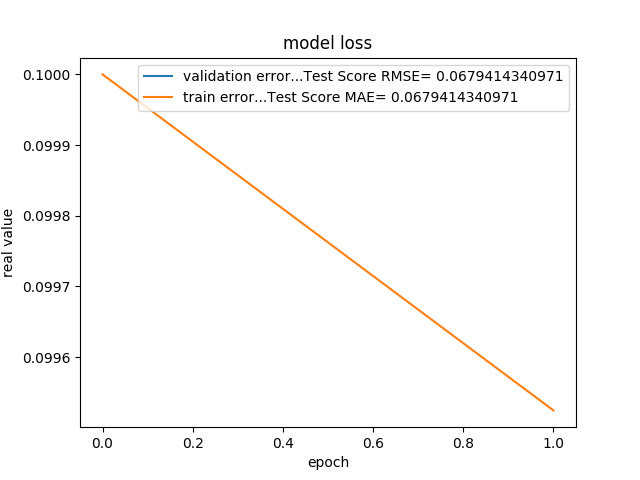 model loss
validation error...Test Score RMSE= 0.0679414340971
train error...Test Score MAE= 0.0679414340971
real value
0.1000
0.0999
0.0998
0.0997
0.0996
0.0 0.2 0.4 0.6 0.8 1.0
epoch